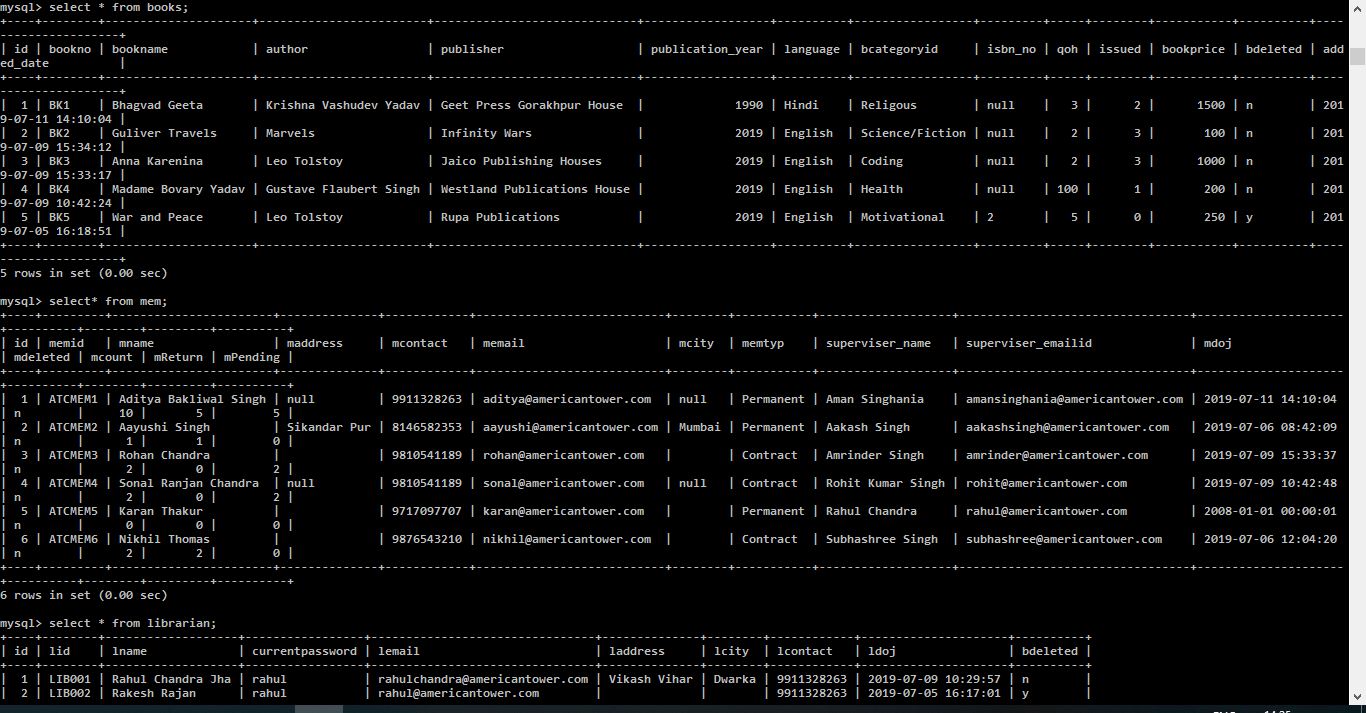 mysql> select * from books;
+----+--------+---------------------+------------------------+-----------------------------+------------------+----------+-----------------+---------+-----+--------+-----------+----------+----
-----------------+
| id | bookno | bookname            | author                 | publisher                   | publication_year | language | bcategoryid     | isbn_no | qoh | issued | bookprice | bdeleted | add
ed_date          |
+----+--------+---------------------+------------------------+-----------------------------+------------------+----------+-----------------+---------+-----+--------+-----------+----------+----
-----------------+
|  1 | BK1    | Bhagvad Geeta       | Krishna Vashudev Yadav | Geet Press Gorakhpur House  |             1990 | Hindi    | Religous        | null    |   3 |      2 |      1500 | n        | 201
9-07-11 14:10:04 |
|  2 | BK2    | Guliver Travels     | Marvels                | Infinity Wars               |             2019 | English  | Science/Fiction | null    |   2 |      3 |       100 | n        | 201
9-07-09 15:34:12 |
|  3 | BK3    | Anna Karenina       | Leo Tolstoy            | Jaico Publishing Houses     |             2019 | English  | Coding          | null    |   2 |      3 |      1000 | n        | 201
9-07-09 15:33:17 |
|  4 | BK4    | Madame Bovary Yadav | Gustave Flaubert Singh | Westland Publications House |             2019 | English  | Health          | null    | 100 |      1 |       200 | n        | 201
9-07-09 10:42:24 |
|  5 | BK5    | War and Peace       | Leo Tolstoy            | Rupa Publications           |             2019 | English  | Motivational    | 2       |   5 |      0 |       250 | y        | 201
9-07-05 16:18:51 |
+----+--------+---------------------+------------------------+-----------------------------+------------------+----------+-----------------+---------+-----+--------+-----------+----------+----
-----------------+
5 rows in set (0.00 sec)
mysql> select* from mem;
+----+---------+-----------------------+--------------+------------+---------------------------+--------+-----------+-------------------+---------------------------------+---------------------
+----------+--------+---------+----------+
| id | memid   | mname                 | maddress     | mcontact   | memail                    | mcity  | memtyp    | superviser_name   | superviser_emailid              | mdoj
| mdeleted | mcount | mReturn | mPending |
+----+---------+-----------------------+--------------+------------+---------------------------+--------+-----------+-------------------+---------------------------------+---------------------
+----------+--------+---------+----------+
|  1 | ATCMEM1 | Aditya Bakliwal Singh | null         | 9911328263 | aditya@americantower.com  | null   | Permanent | Aman Singhania    | amansinghania@americantower.com | 2019-07-11 14:10:04
| n        |     10 |       5 |        5 |
|  2 | ATCMEM2 | Aayushi Singh         | Sikandar Pur | 8146582353 | aayushi@americantower.com | Mumbai | Permanent | Aakash Singh      | aakashsingh@americantower.com   | 2019-07-06 08:42:09
| n        |      1 |       1 |        0 |
|  3 | ATCMEM3 | Rohan Chandra         |              | 9810541189 | rohan@americantower.com   |        | Contract  | Amrinder Singh    | amrinder@americantower.com      | 2019-07-09 15:33:37
| n        |      2 |       0 |        2 |
|  4 | ATCMEM4 | Sonal Ranjan Chandra  | null         | 9810541189 | sonal@americantower.com   | null   | Contract  | Rohit Kumar Singh | rohit@americantower.com         | 2019-07-09 10:42:48
| n        |      2 |       0 |        2 |
|  5 | ATCMEM5 | Karan Thakur          |              | 9717097707 | karan@americantower.com   |        | Permanent | Rahul Chandra     | rahul@americantower.com         | 2008-01-01 00:00:01
| n        |      0 |       0 |        0 |
|  6 | ATCMEM6 | Nikhil Thomas         |              | 9876543210 | nikhil@americantower.com  |        | Contract  | Subhashree Singh  | subhashree@americantower.com    | 2019-07-06 12:04:20
| n        |      2 |       2 |        0 |
+----+---------+-----------------------+--------------+------------+---------------------------+--------+-----------+-------------------+---------------------------------+---------------------
+----------+--------+---------+----------+
6 rows in set (0.00 sec)
mysql> select * from librarian;
+----+--------+-------------------+-----------------+-------------------------------+--------------+--------+------------+---------------------+----------+
| id | lid    | lname             | currentpassword | lemail                        | laddress     | lcity  | lcontact   | ldoj                | bdeleted |
+----+--------+-------------------+-----------------+-------------------------------+--------------+--------+------------+---------------------+----------+
|  1 | LIB001 | Rahul Chandra Jha | rahul           | rahulchandra@americantower.com | Vikash Vihar | Dwarka | 9911328263 | 2019-07-09 10:29:57 | n        |
|  2 | LIB002 | Rakesh Rajan      | rahul           | rahul@americantower.com        |              |        | 9911328263 | 2019-07-05 16:17:01 | y        |